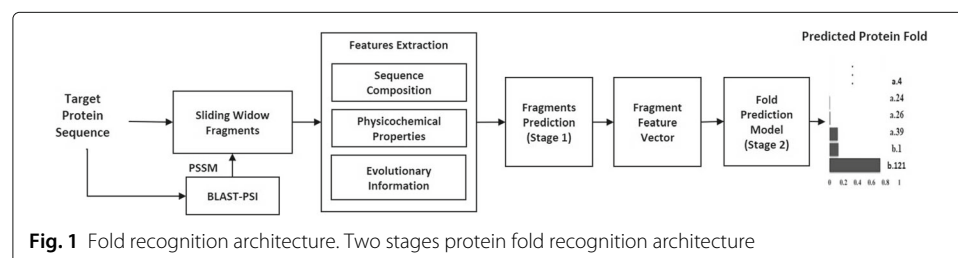 Target
Protein
Sequence
Sliding Widow
Fragments
PSSM
BLAST-PSI
Features Extraction
Sequence
Composition
Physicochemical
Properties
Evolutionary
Information
Fragments
Prediction
(Stage 1)
Fragment
Feature
Vector
Fold
Prediction
Model
(Stage 2)
Predicted Protein Fold
a.4
a.24
a.26
a.39
b.1
b.121
0 0.2 0.4 0.6 0.8 1
Fig. 1 Fold recognition architecture. Two stages protein fold recognition architecture